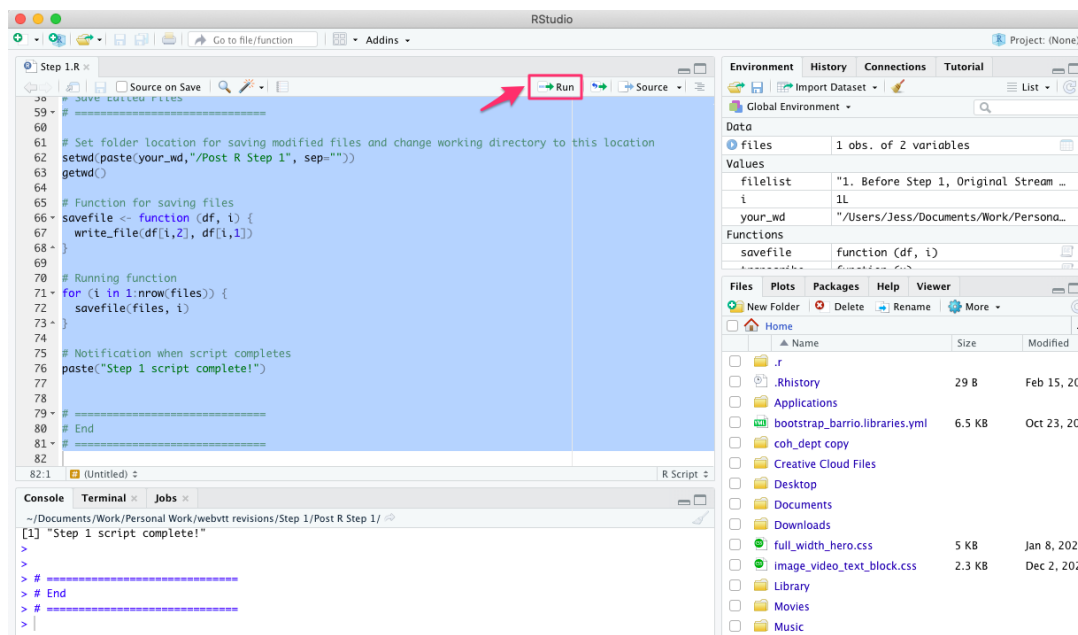 RStudio
Go to file/function
Addins
Project: (None)
Step 1.R
Source on Save
Run
Source
58 # Save Edited Files
59 # ==============================
60
61 # Set folder location for saving modified files and change working directory to this location
62 setwd(paste(your_wd,"/Post R Step 1", sep=""))
63 getwd()
64
65 # Function for saving files
66 savefile <- function (df, i) {
67 write_file(df[i,2], df[i,1])
68 }
69
70 # Running function
71 for (i in 1:nrow(files)) {
72 savefile(files, i)
73 }
74
75 # Notification when script completes
76 paste("Step 1 script complete!")
77
78
79 # ==============================
80 # End
81 # ==============================
82
82:1 # (Untitled) R Script
Console Terminal Jobs
~/Documents/Work/Personal Work/webvtt revisions/Step 1/Post R Step 1/
[1] "Step 1 script complete!"
>
>
> # ==============================
> # End
> # ==============================
>
Environment History Connections Tutorial
Import Dataset List
Global Environment
Data
files 1 obs. of 2 variables
Values
filelist "1. Before Step 1, Original Stream …
i 1L
your_wd "/Users/Jess/Documents/Work/Persona…
Functions
savefile function (df, i)
Files Plots Packages Help Viewer
New Folder Delete Rename More
Home
Name Size Modified
.r
.Rhistory 29 B Feb 15, 20
Applications
bootstrap_barrio.libraries.yml 6.5 KB Oct 23, 20
coh_dept copy
Creative Cloud Files
Desktop
Documents
Downloads
full_width_hero.css 5 KB Jan 8, 202
image_video_text_block.css 2.3 KB Dec 2, 202
Library
Movies
Music